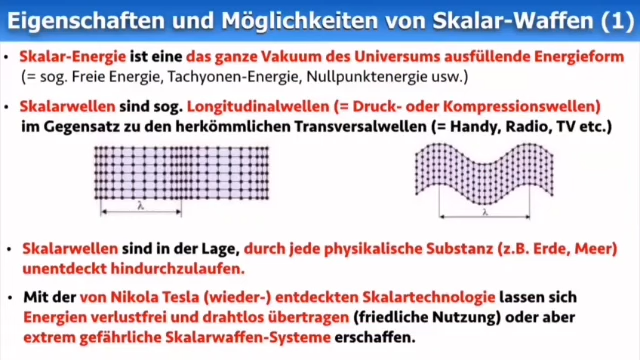 Eigenschaften und Möglichkeiten von Skalar-Waffen (1)
• Skalar-Energie ist eine das ganze Vakuum des Universums ausfüllende Energieform
(= sog. Freie Energie, Tachyonen-Energie, Nullpunktenergie usw.)
• Skalarwellen sind sog. Longitudinalwellen (= Druck- oder Kompressionswellen)
im Gegensatz zu den herkömmlichen Transversalwellen (= Handy, Radio, TV etc.)
λ
λ
• Skalarwellen sind in der Lage, durch jede physikalische Substanz (z.B. Erde, Meer)
unentdeckt hindurchzulaufen.
• Mit der von Nikola Tesla (wieder-) entdeckten Skalartechnologie lassen sich
Energien verlustfrei und drahtlos übertragen (friedliche Nutzung) oder aber
extrem gefährliche Skalarwaffen-Systeme erschaffen.